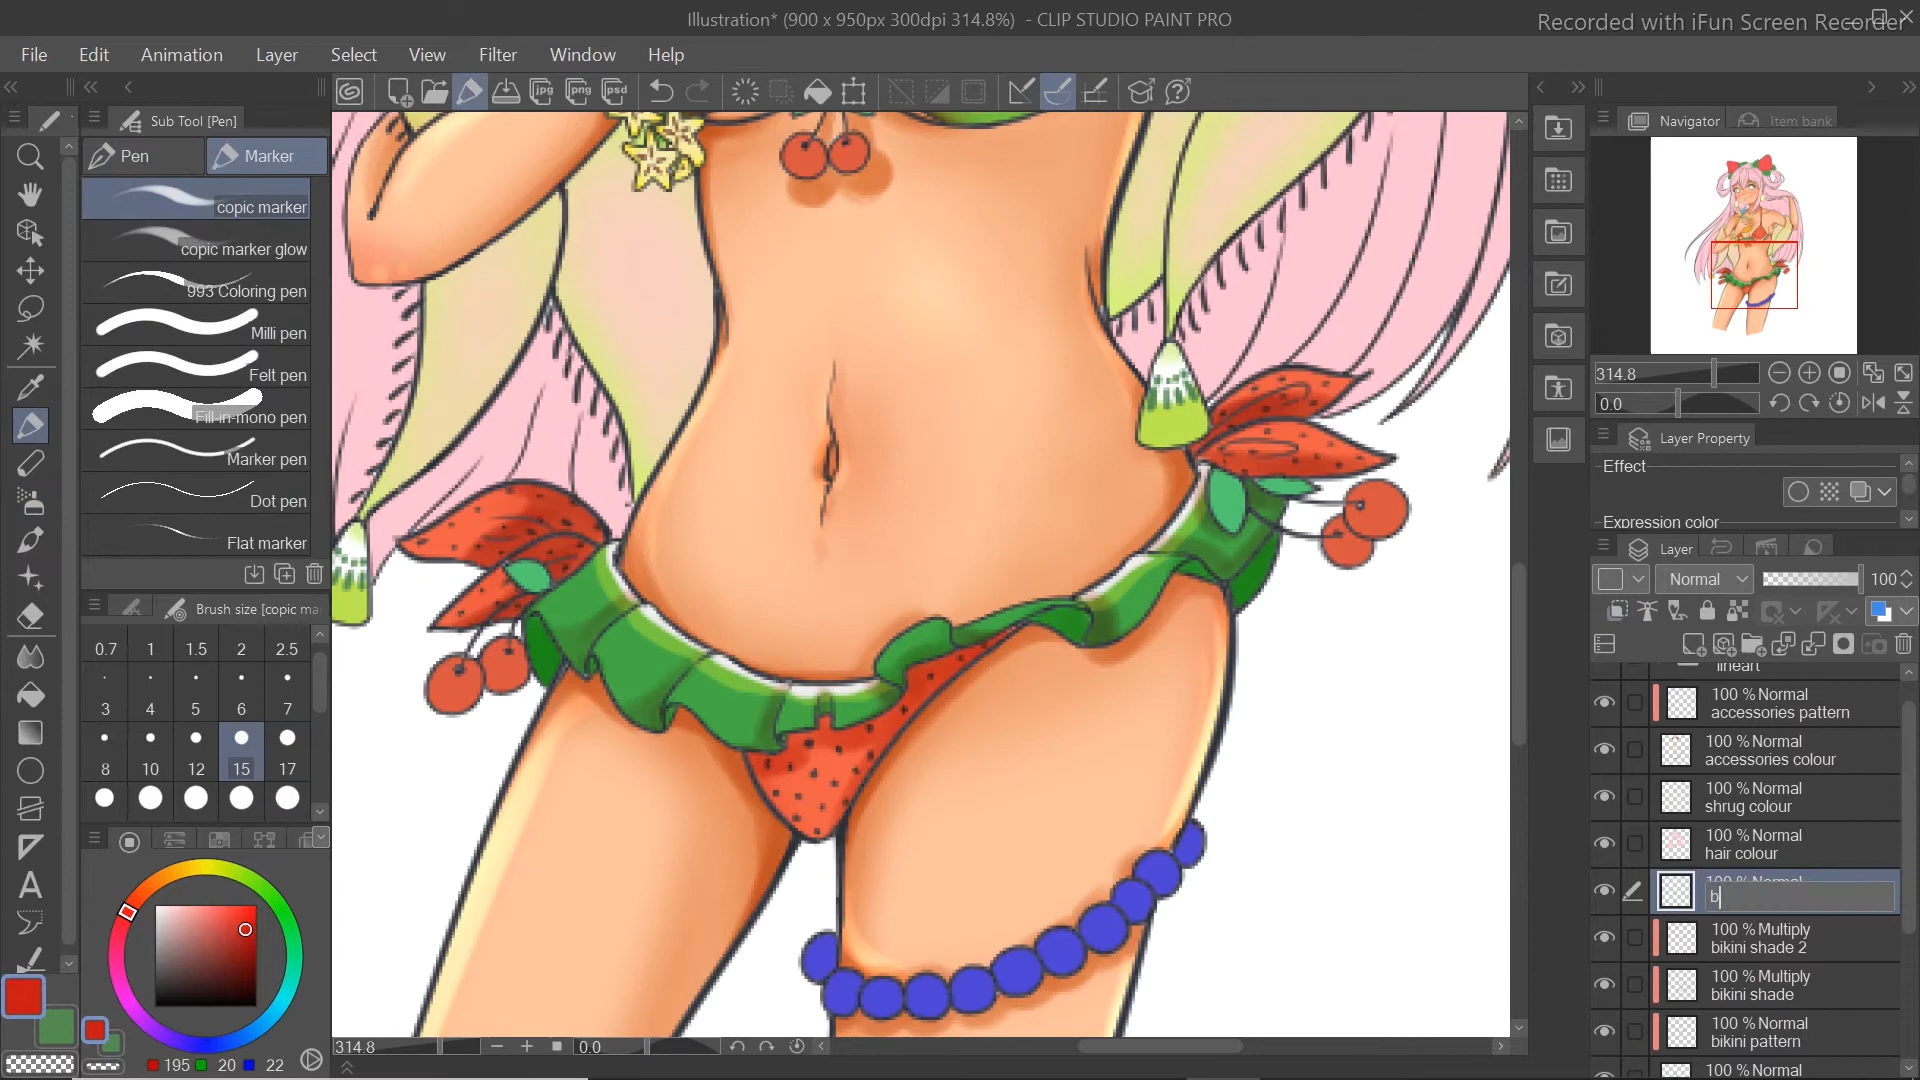 Illustration* (900 x 950px 300dpi 314.8%)  - CLIP STUDIO PAINT PRO
Recorded with iFun Screen Recorder
File Edit Animation Layer Select View Filter Window Help
Sub Tool [Pen]
Pen Marker
copic marker
copic marker glow
993 Coloring pen
Milli pen
Felt pen
Fill-in-mono pen
Marker pen
Dot pen
Flat marker
Brush size [copic ma
0.7 1 1.5 2 2.5
3 4 5 6 7
8 10 12 15 17
195 20 22
314.8 0.0
jpg png psd
Navigator Item bank
314.8
0.0
Layer Property
Effect
Expression color
Layer
Normal 100
lineart
100 % Normal
accessories pattern
100 % Normal
accessories colour
100 % Normal
shrug colour
100 % Normal
hair colour
100 % Normal
b
100 % Multiply
bikini shade 2
100 % Multiply
bikini shade
100 % Normal
bikini pattern
100 % Normal